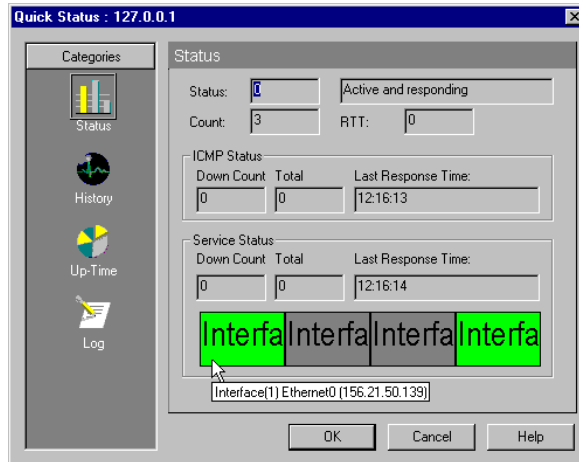 Quick Status : 127.0.0.1
Categories
Status
History
Up-Time
Log
Status
Status: 0 Active and responding
Count: 3 RTT: 0
ICMP Status
Down Count Total Last Response Time:
0 0 12:16:13
Service Status
Down Count Total Last Response Time:
0 0 12:16:14
Interfa Interfa Interfa Interfa
Interface(1) Ethernet0 (156.21.50.139)
OK Cancel Help